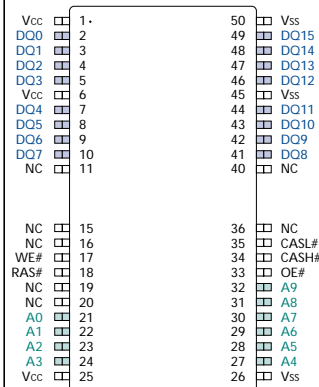 Vcc 1 50 Vss
DQ0 2 49 DQ15
DQ1 3 48 DQ14
DQ2 4 47 DQ13
DQ3 5 46 DQ12
Vcc 6 45 Vss
DQ4 7 44 DQ11
DQ5 8 43 DQ10
DQ6 9 42 DQ9
DQ7 10 41 DQ8
NC 11 40 NC
NC 15 36 NC
NC 16 35 CASL#
WE# 17 34 CASH#
RAS# 18 33 OE#
NC 19 32 A9
NC 20 31 A8
A0 21 30 A7
A1 22 29 A6
A2 23 28 A5
A3 24 27 A4
Vcc 25 26 Vss